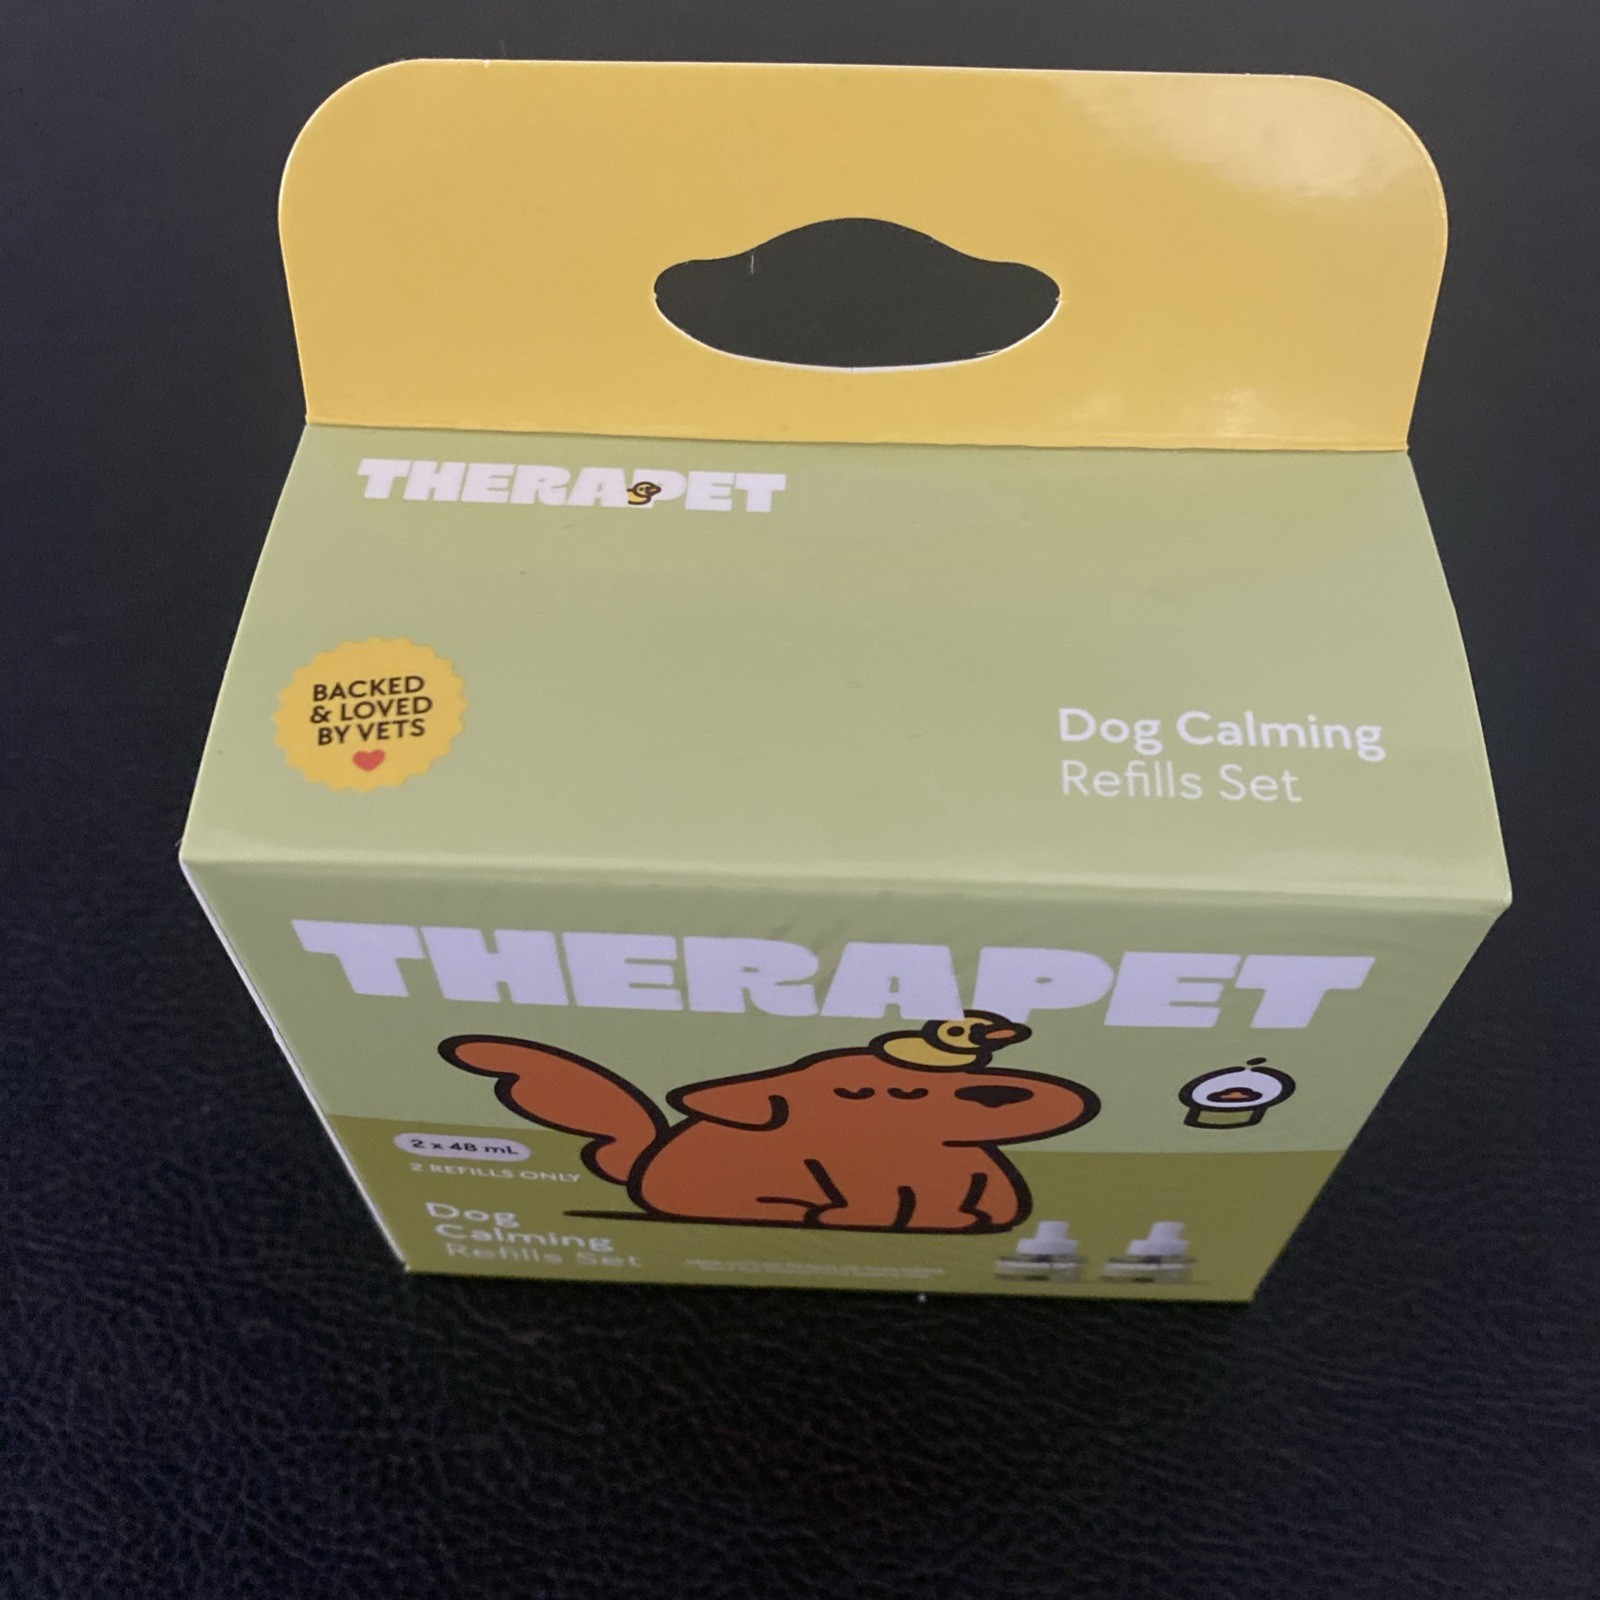 THERAPET
BACKED
& LOVED
BY VETS
Dog Calming
Refills Set
THERAPET
2 x 48 mL
2 REFILLS ONLY
Dog
Calming
Refills Set